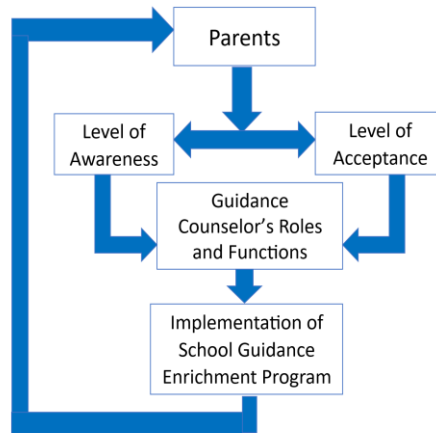 Parents
Level of
Awareness
Level of
Acceptance
Guidance
Counselor's Roles
and Functions
Implementation of
School Guidance
Enrichment Program